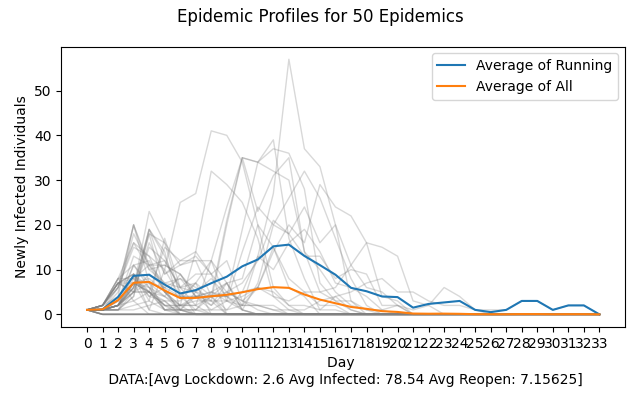 Epidemic Profiles for 50 Epidemics
Average of Running
Average of All
50
40
30
20
10
0
Newly Infected Individuals
0 1 2 3 4 5 6 7 8 9 10 11 12 13 14 15 16 17 18 19 20 21 22 23 24 25 26 27 28 29 30 31 32 33
Day
DATA:[Avg Lockdown: 2.6 Avg Infected: 78.54 Avg Reopen: 7.15625]